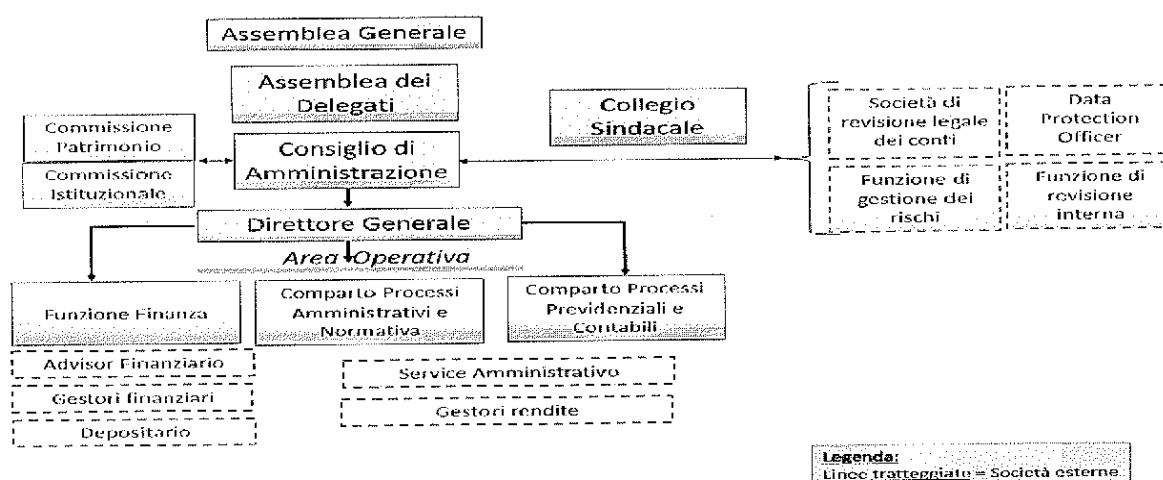 Assemblea Generale
Assemblea dei
Delegati
Collegio
Sindacale
Commissione
Patrimonio
Commissione
Istituzionale
Consiglio di
Amministrazione
Società di
revisione legale
dei conti
Data
Protection
Officer
Funzione di
gestione dei
rischi
Funzione di
revisione
interna
Direttore Generale
Area Operativa
Funzione Finanza
Comparto Processi
Amministrativi e
Normativa
Comparto Processi
Previdenziali e
Contabili
Advisor Finanziario
Gestori finanziari
Depositario
Service Amministrativo
Gestori rendite
Legenda:
Linee tratteggiate = Società esterne